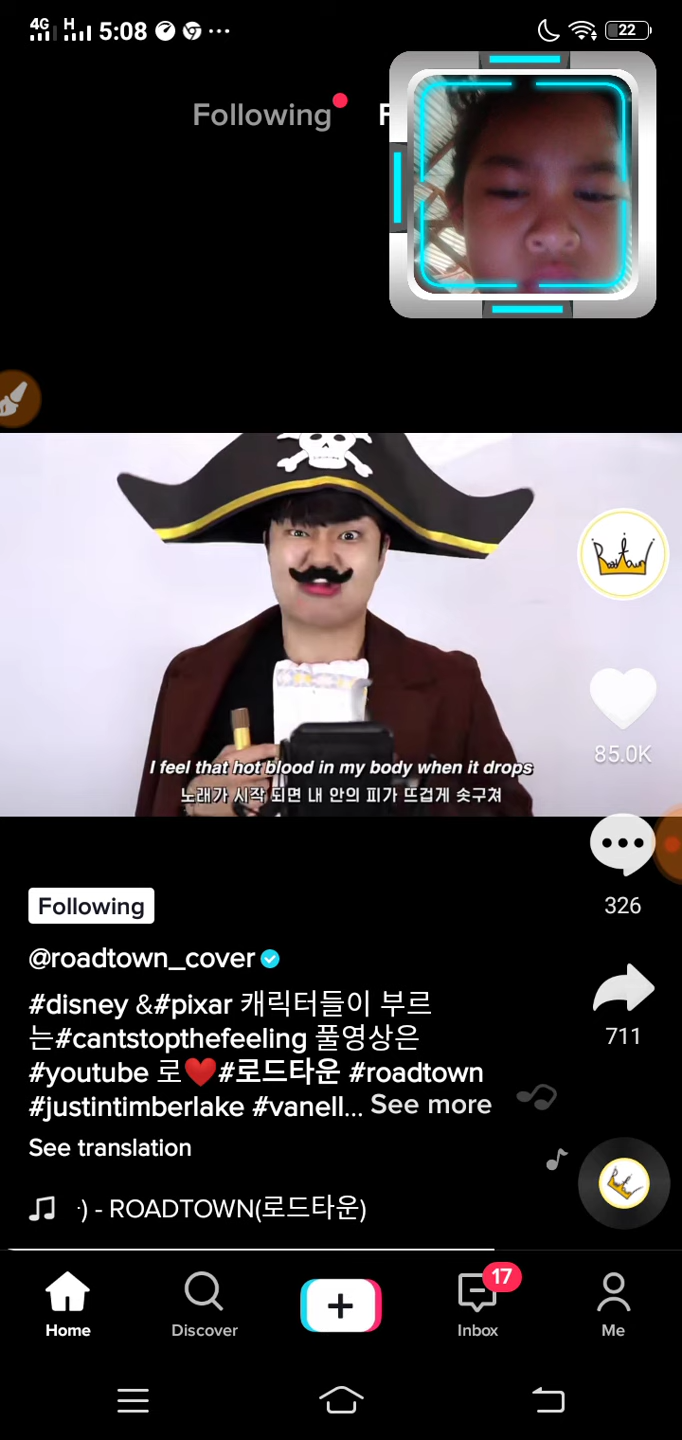 4G H 5:08 22
Following F
I feel that hot blood in my body when it drops
노래가 시작 되면 내 안의 피가 뜨겁게 솟구쳐
85.0K
326
711
Following
@roadtown_cover
#disney &#pixar 캐릭터들이 부르
는#cantstopthefeeling 풀영상은
#youtube 로❤️#로드타운 #roadtown
#justintimberlake #vanell... See more
See translation
·) - ROADTOWN(로드타운)
17
Home Discover Inbox Me